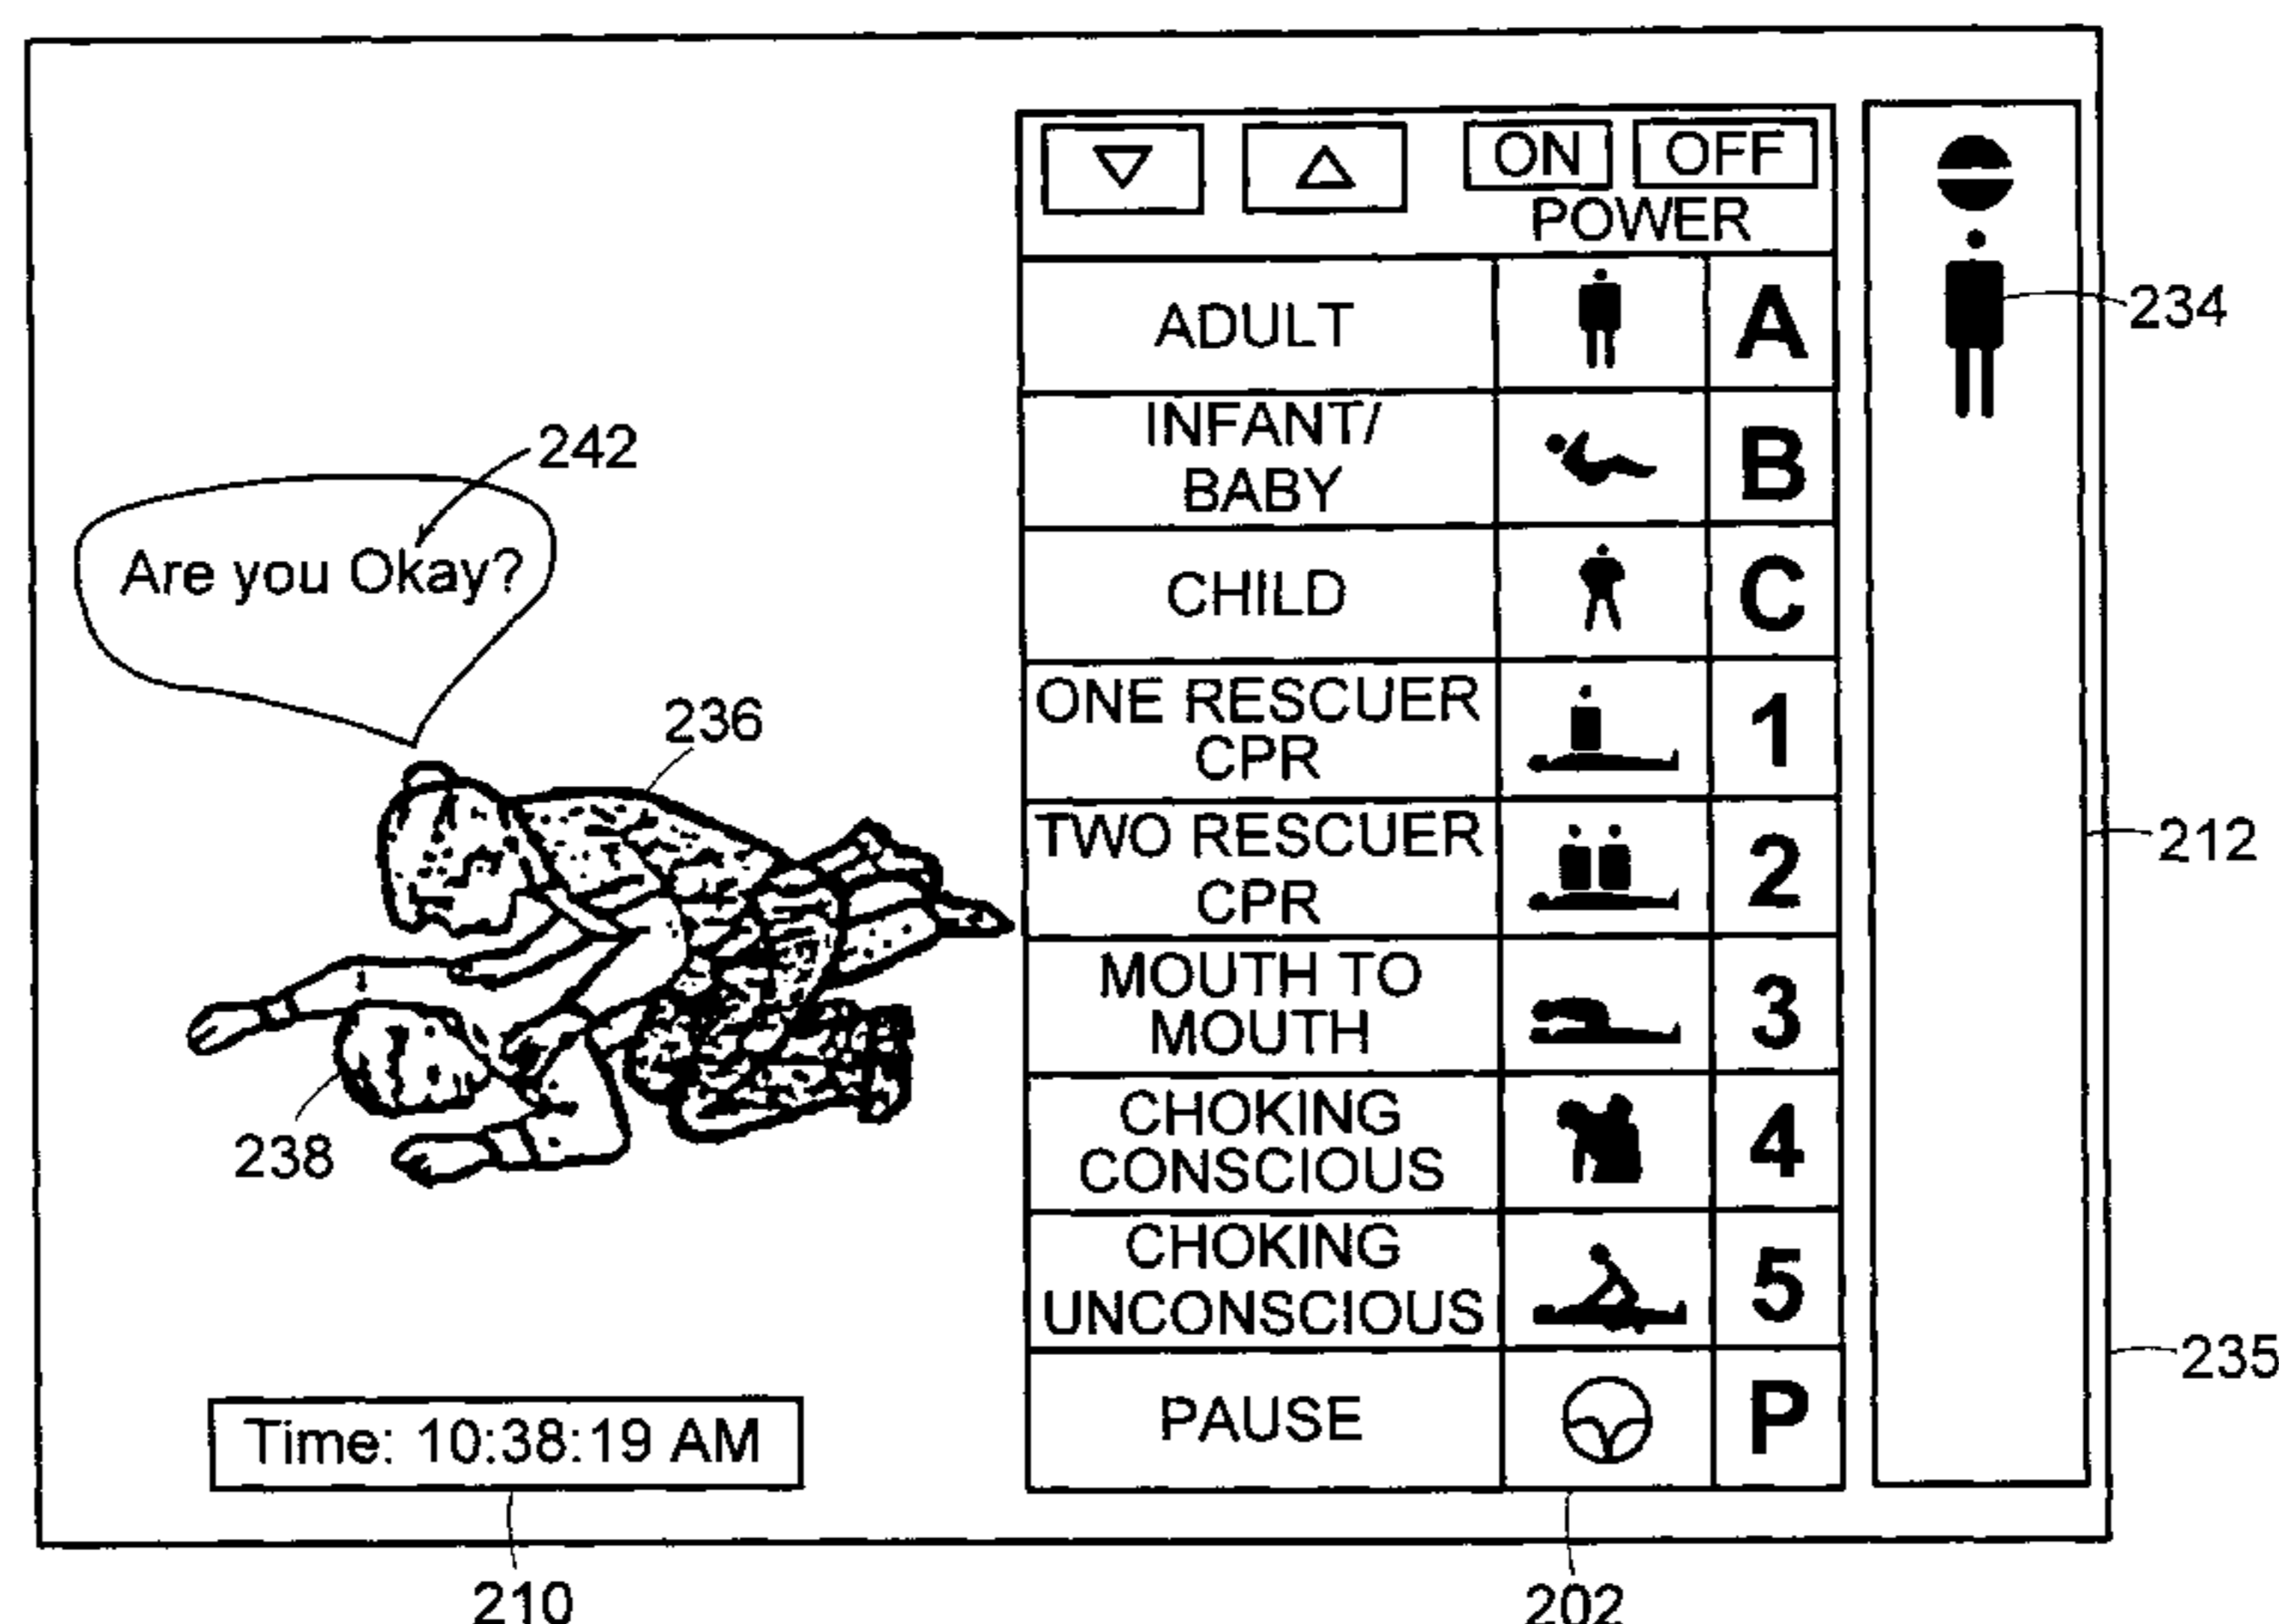 ON OFF
POWER
ADULT A
234
INFANT/
BABY B
242
Are you Okay?
CHILD C
ONE RESCUER
CPR 1
236
TWO RESCUER
CPR 2
212
MOUTH TO
MOUTH 3
CHOKING
CONSCIOUS 4
238
CHOKING
UNCONSCIOUS 5
235
PAUSE P
Time: 10:38:19 AM
210
202